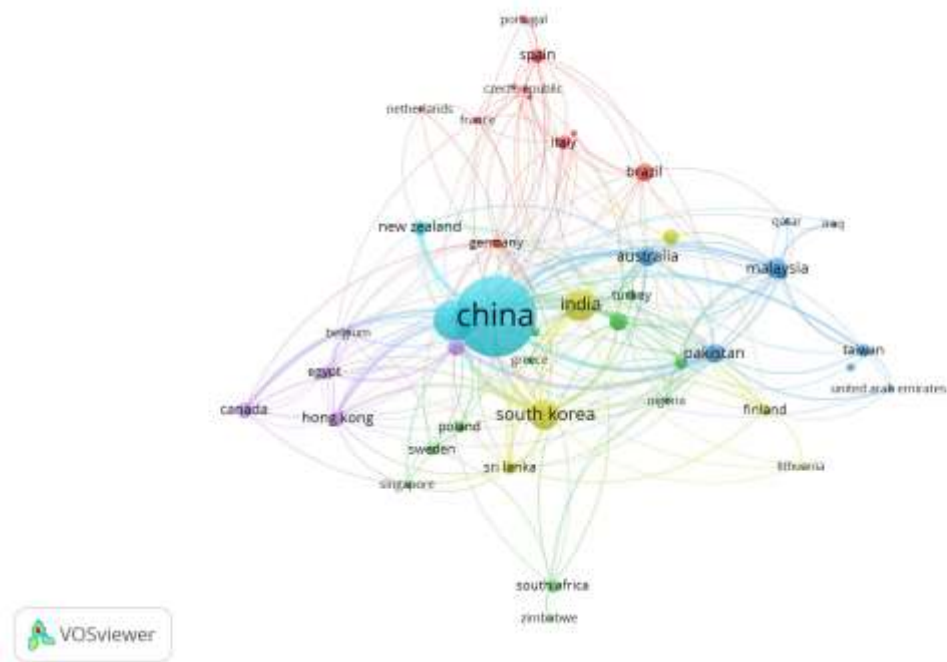 portugal
spain
czech republic
netherlands
france
italy
brazil
qatar
iraq
new zealand
germany
australia
malaysia
turkey
india
china
belgium
taiwan
pakistan
greece
egypt
united arab emirates
nigeria
canada
finland
hong kong
south korea
poland
sweden
sri lanka
lithuania
singapore
south africa
zimbabwe
VOSviewer